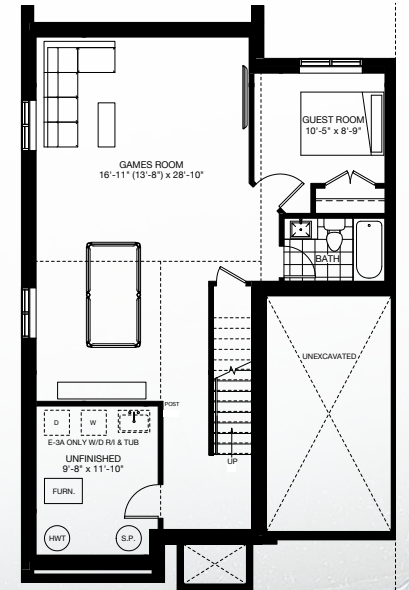 GUEST ROOM
10'-5" x 8'-9"
GAMES ROOM
16'-11" (13'-8") x 28'-10"
BATH
UNEXCAVATED
POST
D
W
E-3A ONLY W/D R/I & TUB
UNFINISHED
9'-8" x 11'-10"
UP
FURN.
HWT
S.P.